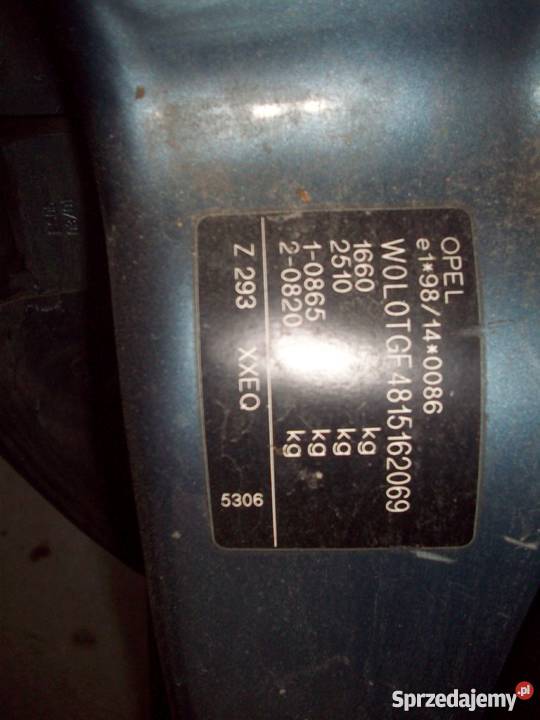 OPEL
e1*98/14*0086
W0L0TGF4815162069
1660 kg
2510 kg
1-0865 kg
2-0820 kg
Z 293 XXEQ
5306
Sprzedajemy.pl